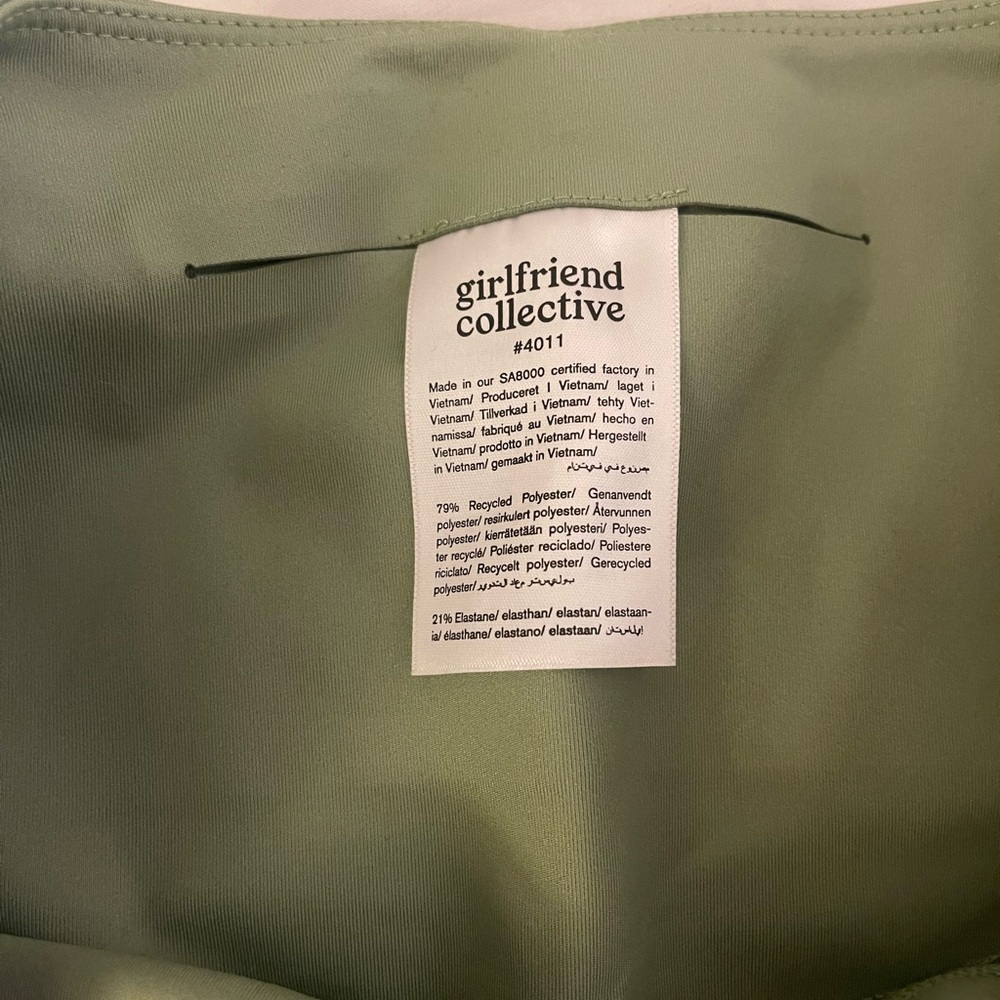 girlfriend
collective
#4011
Made in our SA8000 certified factory in
Vietnam/ Produceret I Vietnam/ laget i
Vietnam/ Tillverkad i Vietnam/ tehty Viet-
namissa/ fabriqué au Vietnam/ hecho en
Vietnam/ prodotto in Vietnam/ Hergestellt
in Vietnam/ gemaakt in Vietnam/
79% Recycled Polyester/ Genanvendt
polyester/ resirkulert polyester/ Återvunnen
polyester/ kierrätetään polyesteri/ Polyes-
ter recyclé/ Poliéster reciclado/ Poliestere
riciclato/ Recycelt polyester/ Gerecycled
polyester/
21% Elastane/ elasthan/ elastan/ elastaan-
ia/ élasthane/ elastano/ elastaan/